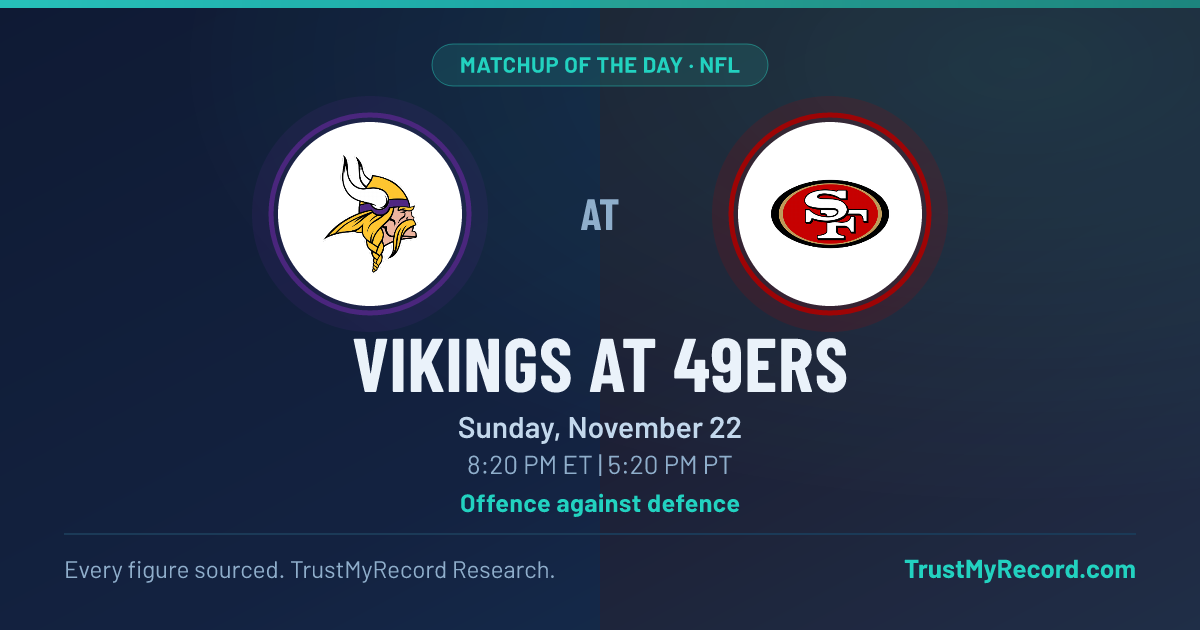 MATCHUP OF THE DAY · NFL
SF
AT
VIKINGS AT 49ERS
Sunday, November 22
8:20 PM ET | 5:20 PM PT
Offence against defence
Every figure sourced. TrustMyRecord Research.
TrustMyRecord.com